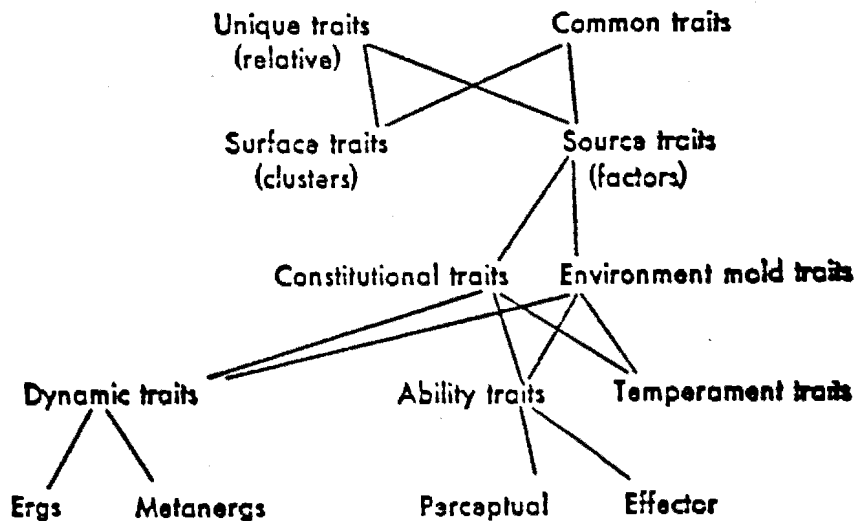 Unique traits
(relative)
Common traits
Surface traits
(clusters)
Source traits
(factors)
Constitutional traits
Environment mold traits
Dynamic traits
Ability traits
Temperament traits
Ergs
Metanergs
Perceptual
Effector